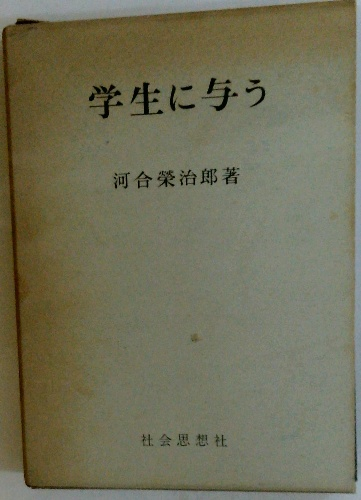 学生に与う
河合榮治郎著
社会思想社